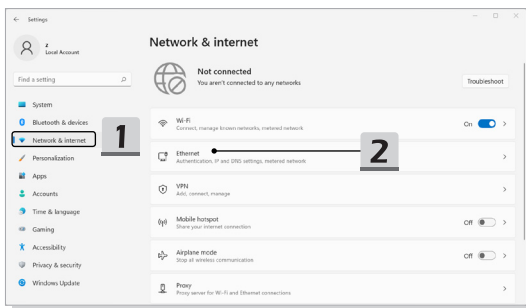 Settings
z
Local Account
Find a setting
System
Bluetooth & devices
Network & internet
Personalization
Apps
Accounts
Time & language
Gaming
Accessibility
Privacy & security
Windows Update
1
Network & internet
Not connected
You aren't connected to any networks
Troubleshoot
Wi-Fi
Connect, manage known networks, metered network
On
Ethernet
Authentication, IP and DNS settings, metered network
2
VPN
Add, connect, manage
Mobile hotspot
Share your internet connection
Off
Airplane mode
Stop all wireless communication
Off
Proxy
Proxy server for Wi-Fi and Ethernet connections